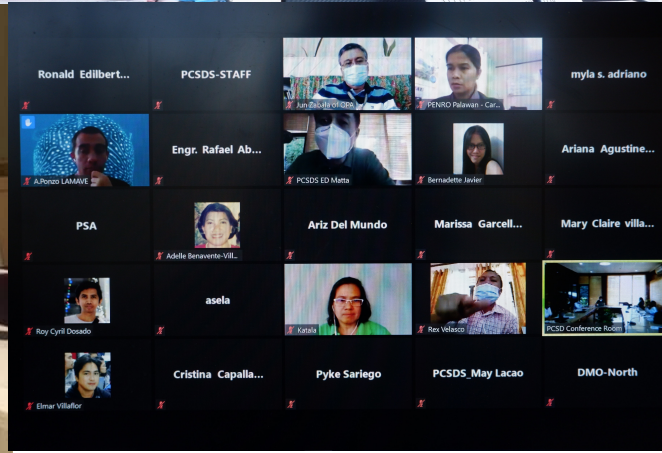 Ronald Edilbert...
PCSDS-STAFF
Jun Zabala of OPA
PENRO Palawan - Car...
myla s. adriano
A.Ponzo LAMAVE
Engr. Rafael Ab...
PCSDS ED Matta
Bernadette Javier
Ariana Agustine...
PSA
Adelle Benavente-Vill...
Ariz Del Mundo
Marissa Garcell...
Mary Claire villa...
Roy Cyril Dosado
asela
Katala
Rex Velasco
PCSD Conference Room
Elmar Villaflor
Cristina Capalla...
Pyke Sariego
PCSDS_May Lacao
DMO-North